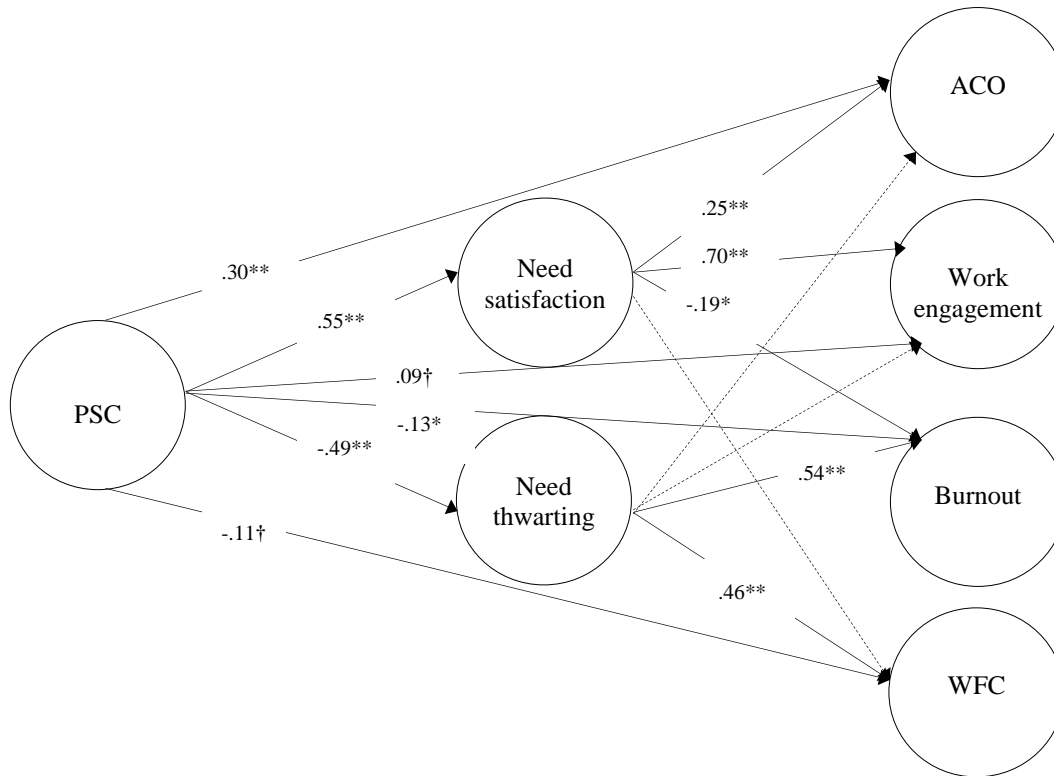 ACO
.25**
.30**
Need
satisfaction
.70**
Work
engagement
-.19*
.55**
.09†
PSC
-.13*
-.49**
Need
thwarting
.54**
Burnout
-.11†
.46**
WFC